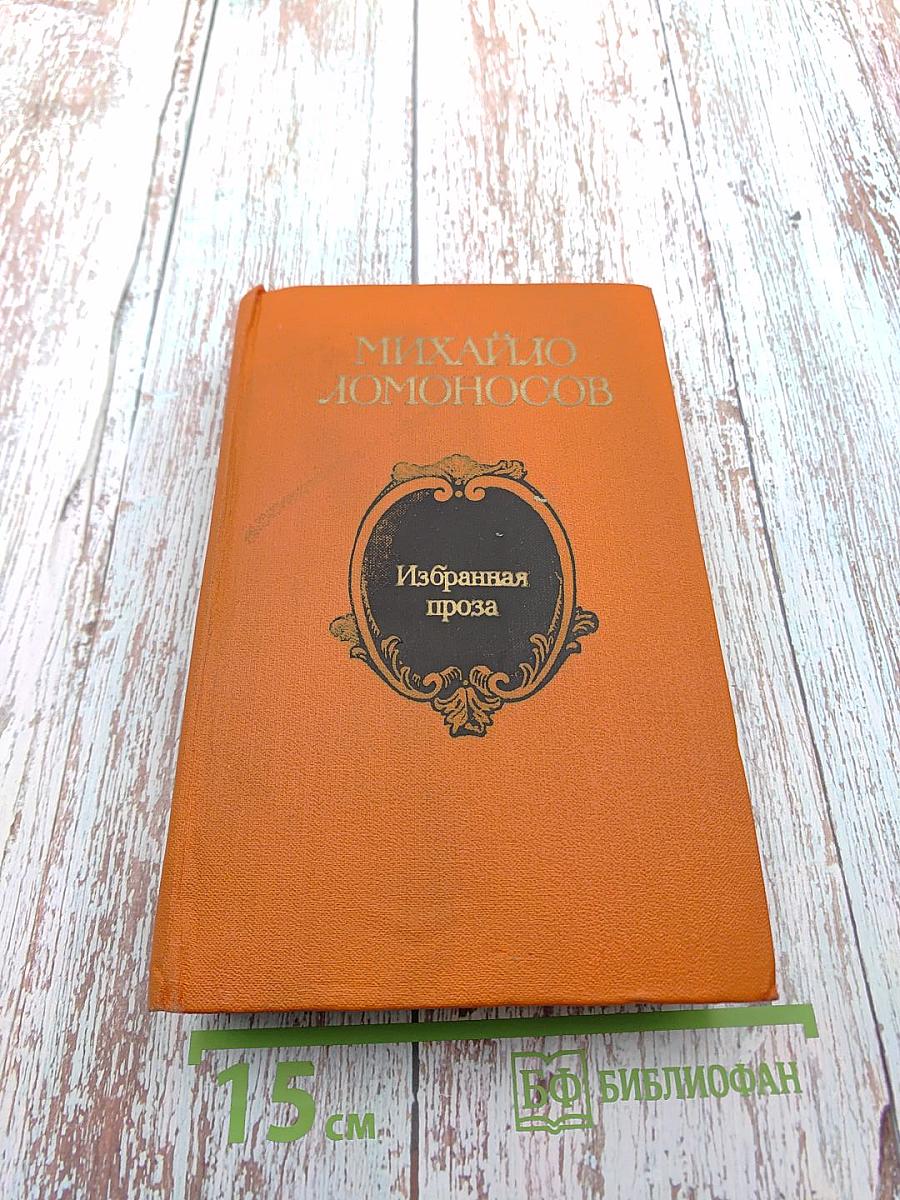 МИХАЙЛО
ЛОМОНОСОВ
Избранная
проза
15 см
БФ БИБЛИОФАН